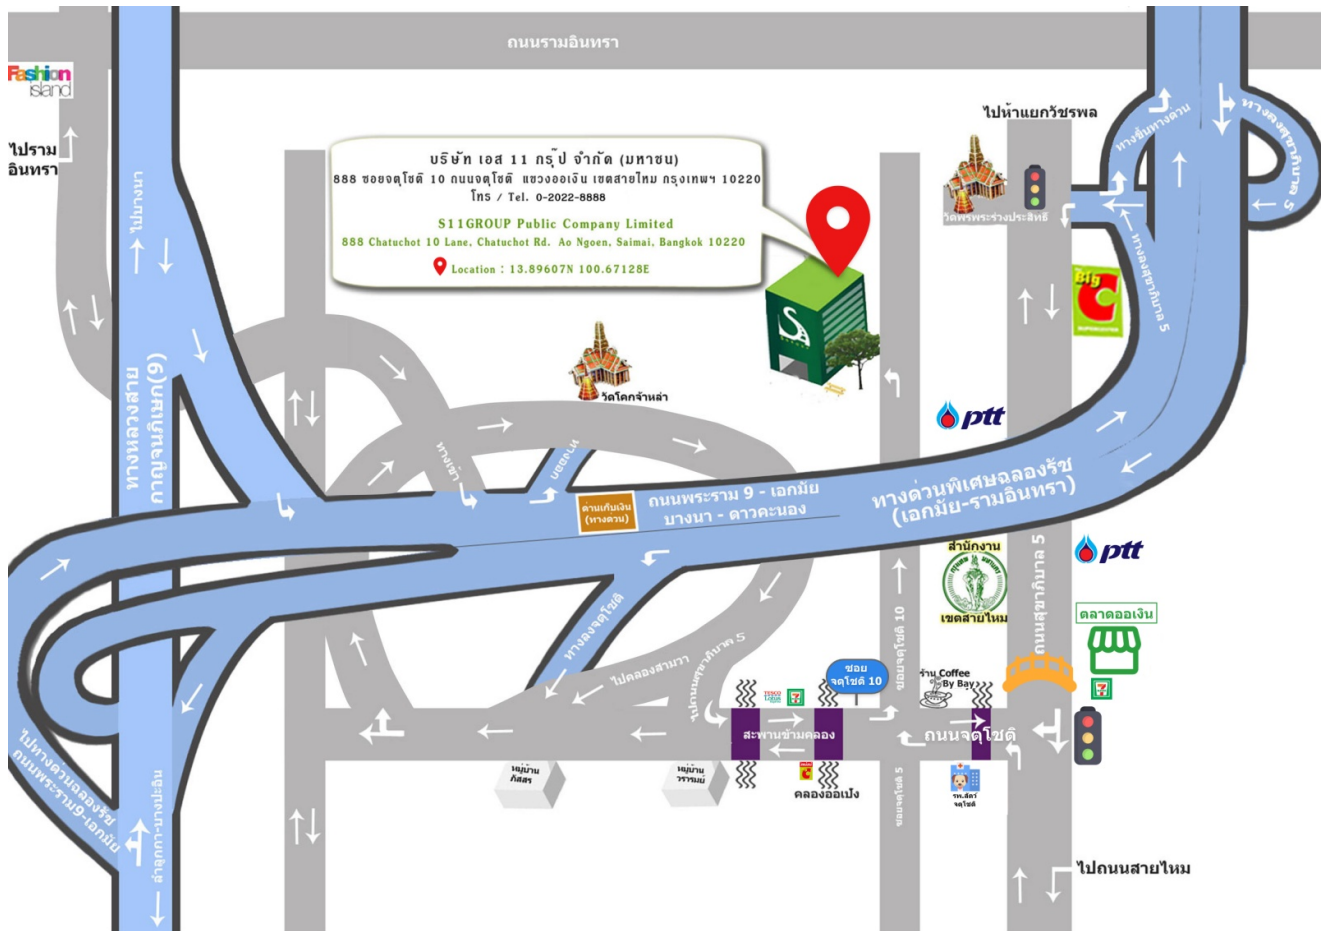 ถนนรามอินทรา
Fashion
island
ไปราม
อินทรา
ไปบางนา
ทางหลวงสาย
กาญจนภิเษก(9)
บริษัท เอส 11 กรุ๊ป จำกัด (มหาชน)
888 ซอยจตุโชติ 10 ถนนจตุโชติ แขวงออเงิน เขตสายไหม กรุงเทพฯ 10220
โทร / Tel. 0-2022-8888
S11GROUP Public Company Limited
888 Chatuchot 10 Lane, Chatuchot Rd. Ao Ngoen, Saimai, Bangkok 10220
Location : 13.89607N 100.67128E
ไปห้าแยกวัชรพล
ทางขึ้นทางด่วน
ทางลงสุขาภิบาล 5
วัดพรพระร่วงประสิทธิ์
ทางลงสุขาภิบาล 5
Big
C
SUPERCENTER
S
วัดโคกจ้าหล่า
ทางเข้า
ทางออก
ptt
ด่านเก็บเงิน
(ทางด่วน)
ถนนพระราม 9 - เอกมัย
บางนา - ดาวคะนอง
ทางด่วนพิเศษฉลองรัช
(เอกมัย-รามอินทรา)
สำนักงาน
เขตสายไหม
ถนนสุขาภิบาล 5
ptt
ตลาดออเงิน
7
ซอยจตุโชติ 10
ทางลงจตุโชติ
ไปคลองสามวา
ไปถนนสุขาภิบาล 5
ซอย
จตุโชติ 10
ร้าน Coffee
By Bay
TESCO
Lotus
7
สะพานข้ามคลอง
ถนนจตุโชติ
หมู่บ้าน
ภัสสร
หมู่บ้าน
วรารมย์
คลองออเป้ง
ซอยจตุโชติ 5
รพ.สัตว์
จตุโชติ
ไปทางด่วนฉลองรัช
ถนนพระราม9-เอกมัย
ลำลูกกา-บางปะอิน
ไปถนนสายไหม